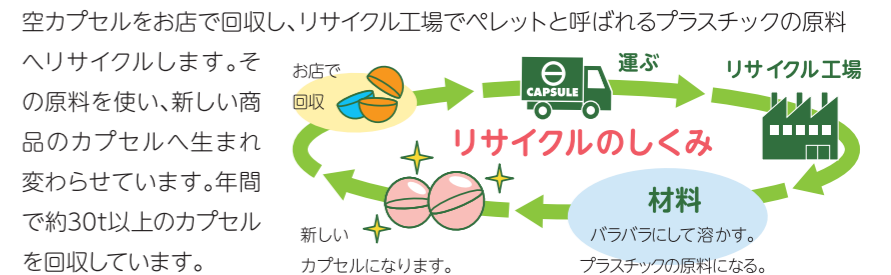 空カプセルをお店で回収し、リサイクル工場でペレットと呼ばれるプラスチックの原料
へリサイクルします。そ
の原料を使い、新しい商
品のカプセルへ生まれ
変わらせています。年間
で約30t以上のカプセル
を回収しています。
お店で
回収
CAPSULE
運ぶ
リサイクル工場
リサイクルのしくみ
材料
バラバラにして溶かす。
プラスチックの原料になる。
新しい
カプセルになります。